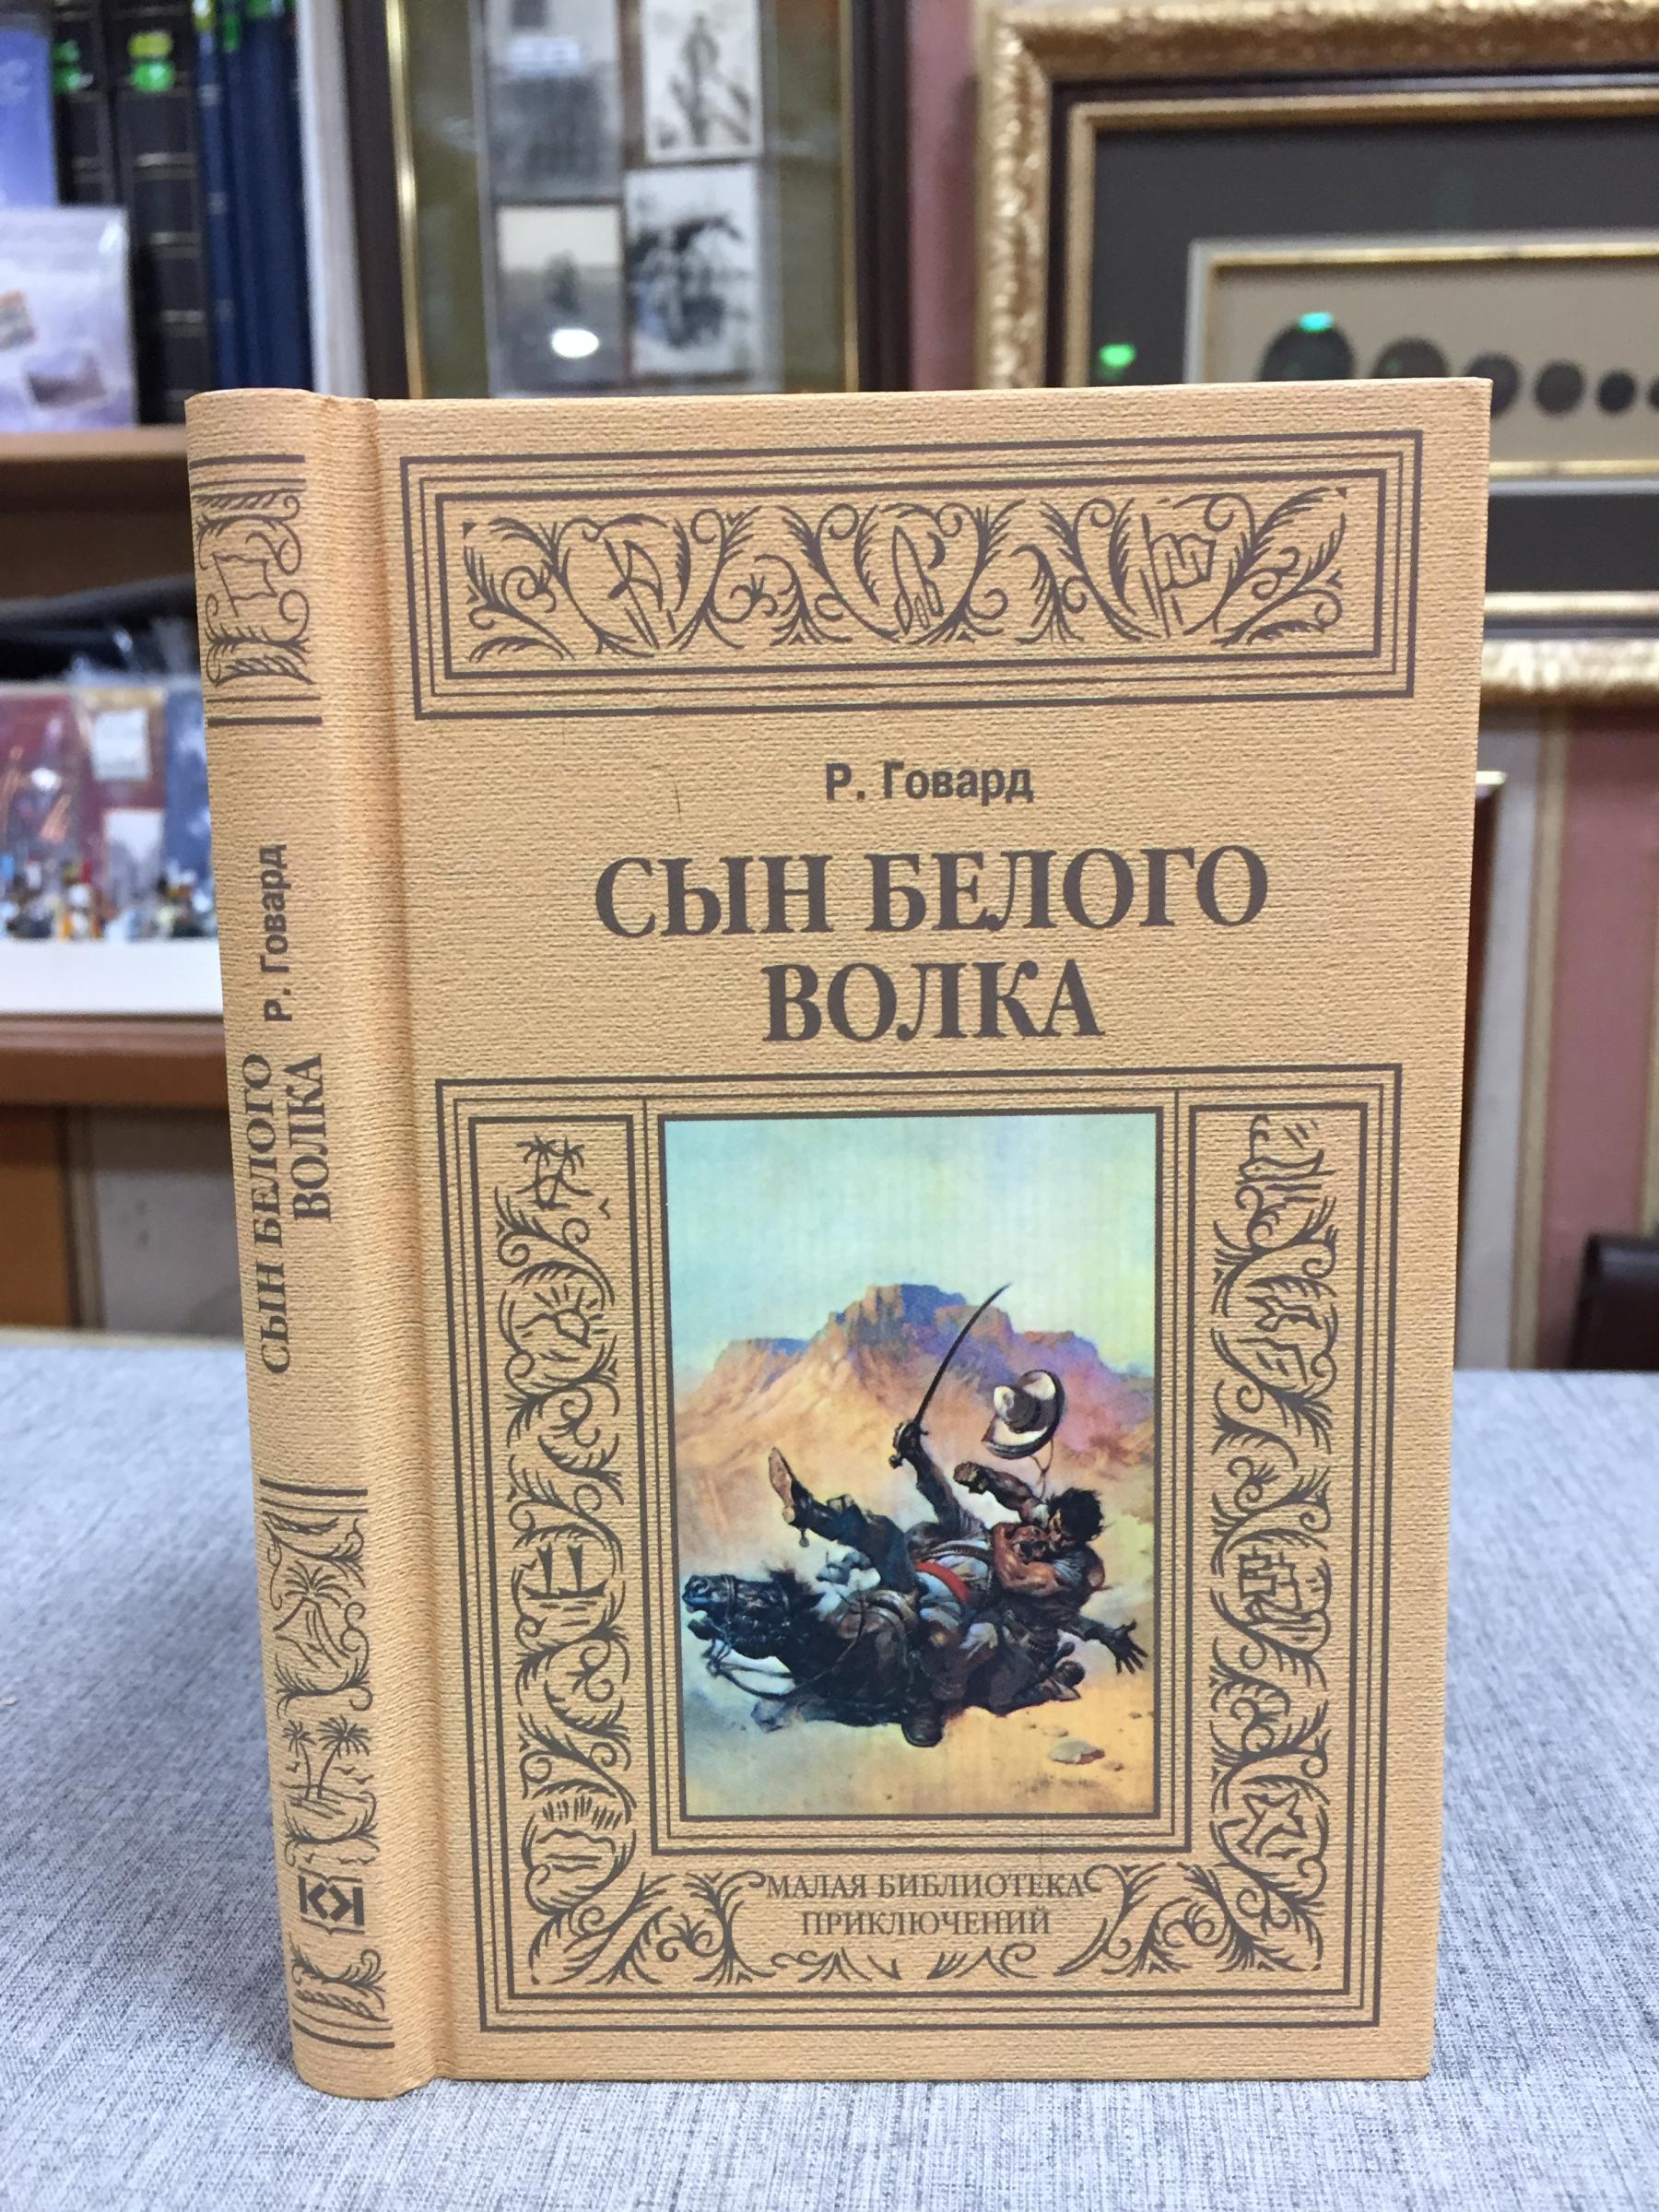 Р. Говард
СЫН БЕЛОГО
ВОЛКА
МАЛАЯ БИБЛИОТЕКА
ПРИКЛЮЧЕНИЙ
Р. Говард
СЫН БЕЛОГО
ВОЛКА